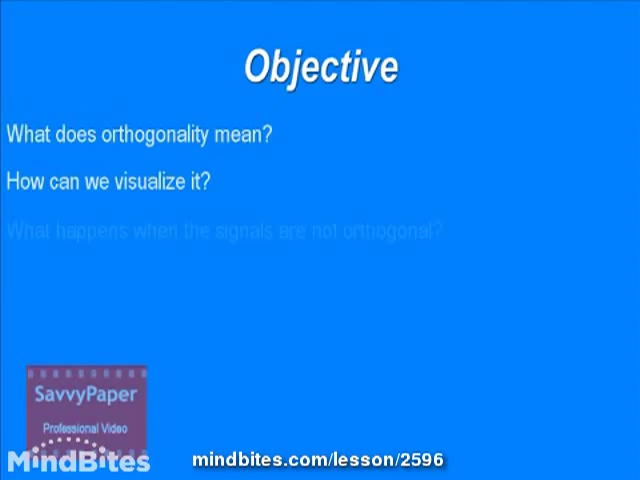 Objective
What does orthogonality mean?
How can we visualize it?
What happens when the signals are not orthogonal?
SavvyPaper
Professional Video
MindBites
mindbites.com/lesson/2596